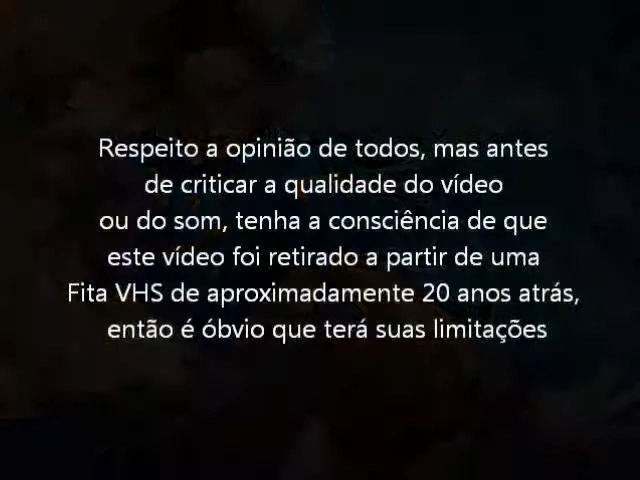 Respeito a opinião de todos, mas antes
de criticar a qualidade do vídeo
ou do som, tenha a consciência de que
este vídeo foi retirado a partir de uma
Fita VHS de aproximadamente 20 anos atrás,
então é óbvio que terá suas limitações